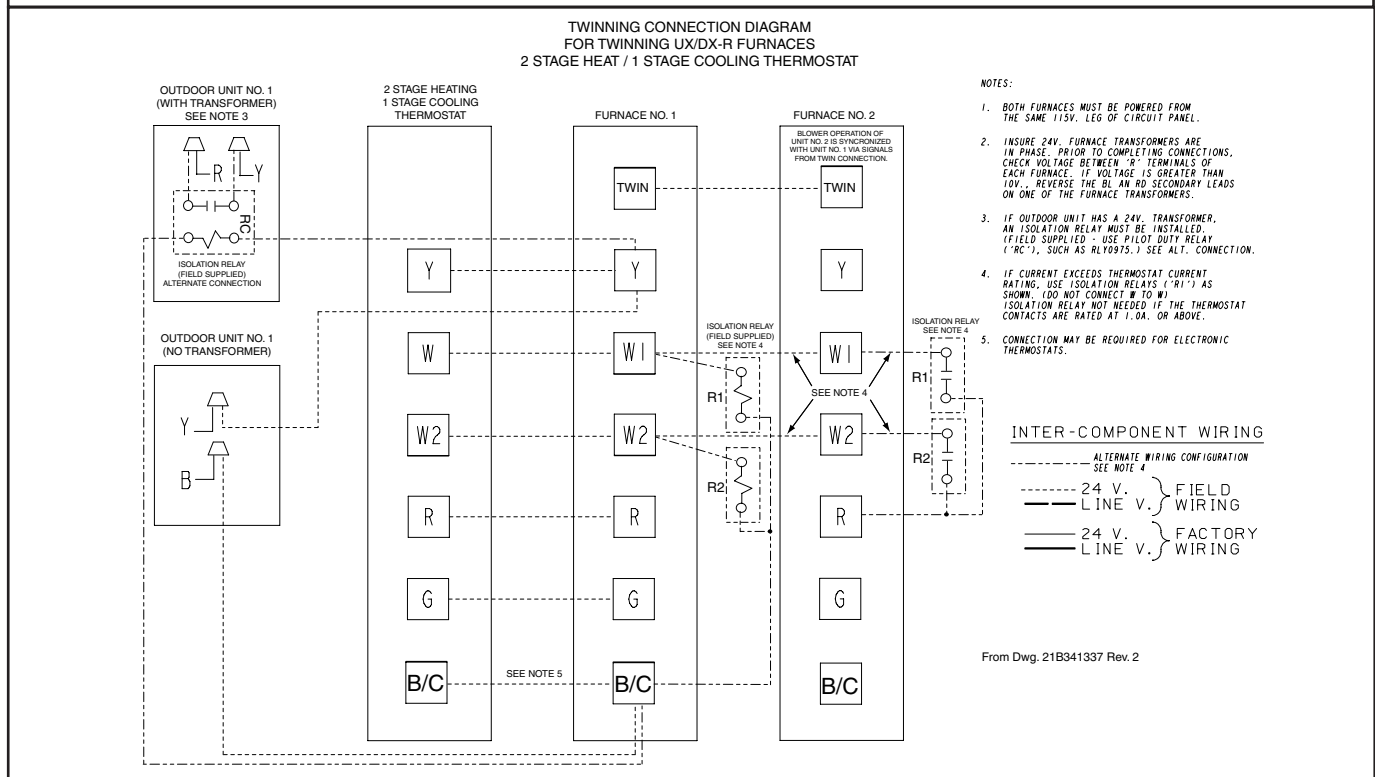 TWINNING CONNECTION DIAGRAM
FOR TWINNING UX/DX-R FURNACES
2 STAGE HEAT / 1 STAGE COOLING THERMOSTAT
OUTDOOR UNIT NO. 1
(WITH TRANSFORMER)
SEE NOTE 3
R
Y
RC
ISOLATION RELAY
(FIELD SUPPLIED)
ALTERNATE CONNECTION
OUTDOOR UNIT NO. 1
(NO TRANSFORMER)
Y
B
2 STAGE HEATING
1 STAGE COOLING
THERMOSTAT
Y
W
W2
R
G
B/C
SEE NOTE 5
FURNACE NO. 1
TWIN
Y
W1
W2
R
G
B/C
ISOLATION RELAY
(FIELD SUPPLIED)
SEE NOTE 4
R1
R2
FURNACE NO. 2
BLOWER OPERATION OF
UNIT NO. 2 IS SYNCRONIZED
WITH UNIT NO. 1 VIA SIGNALS
FROM TWIN CONNECTION.
TWIN
Y
W1
SEE NOTE 4
W2
R
G
B/C
ISOLATION RELAY
SEE NOTE 4
R1
R2
NOTES:
1. BOTH FURNACES MUST BE POWERED FROM
THE SAME 115V. LEG OF CIRCUIT PANEL.
2. INSURE 24V. FURNACE TRANSFORMERS ARE
IN PHASE. PRIOR TO COMPLETING CONNECTIONS,
CHECK VOLTAGE BETWEEN 'R' TERMINALS OF
EACH FURNACE. IF VOLTAGE IS GREATER THAN
10V., REVERSE THE BL AN RD SECONDARY LEADS
ON ONE OF THE FURNACE TRANSFORMERS.
3. IF OUTDOOR UNIT HAS A 24V. TRANSFORMER,
AN ISOLATION RELAY MUST BE INSTALLED.
(FIELD SUPPLIED - USE PILOT DUTY RELAY
('RC'), SUCH AS RLY0975.) SEE ALT. CONNECTION.
4. IF CURRENT EXCEEDS THERMOSTAT CURRENT
RATING, USE ISOLATION RELAYS ('R1') AS
SHOWN. (DO NOT CONNECT W TO W)
ISOLATION RELAY NOT NEEDED IF THE THERMOSTAT
CONTACTS ARE RATED AT 1.0A. OR ABOVE.
5. CONNECTION MAY BE REQUIRED FOR ELECTRONIC
THERMOSTATS.
INTER-COMPONENT WIRING
ALTERNATE WIRING CONFIGURATION
SEE NOTE 4
24 V. } FIELD
LINE V. } WIRING
24 V. } FACTORY
LINE V. } WIRING
From Dwg. 21B341337 Rev. 2